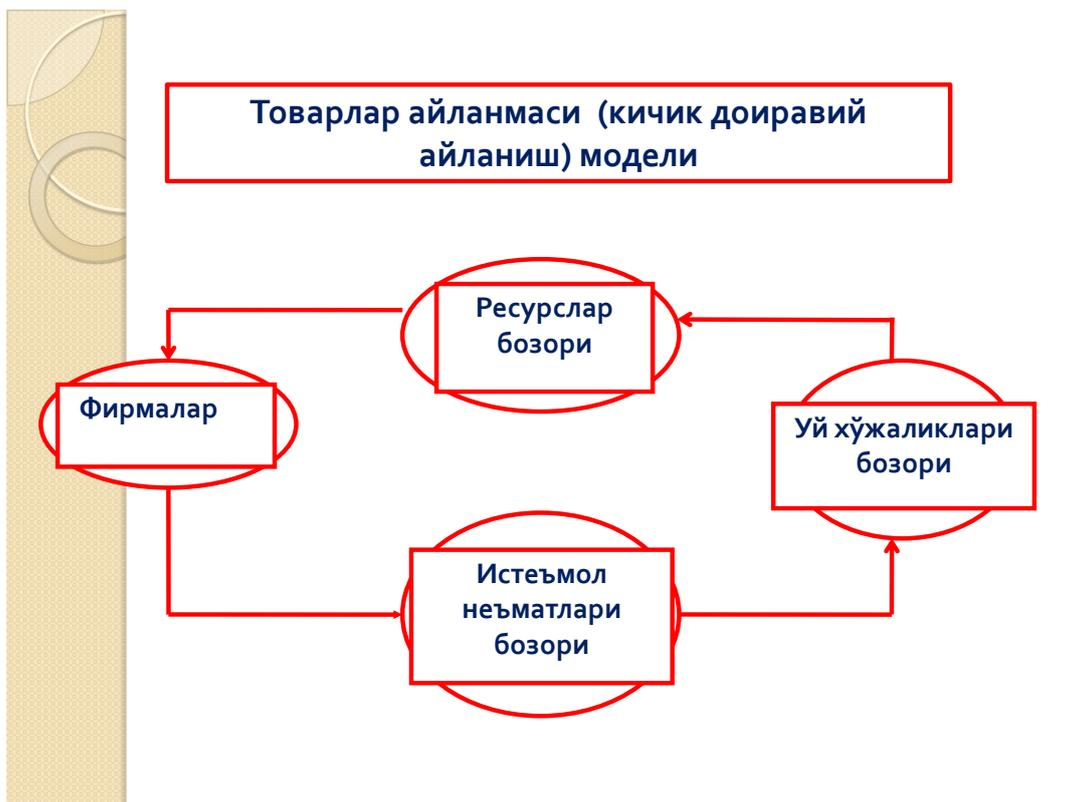 Товарлар айланмаси (кичик доиравий
айланиш) модели
Ресурслар
бозори
Фирмалар
Уй хўжаликлари
бозори
Истеъмол
неъматлари
бозори